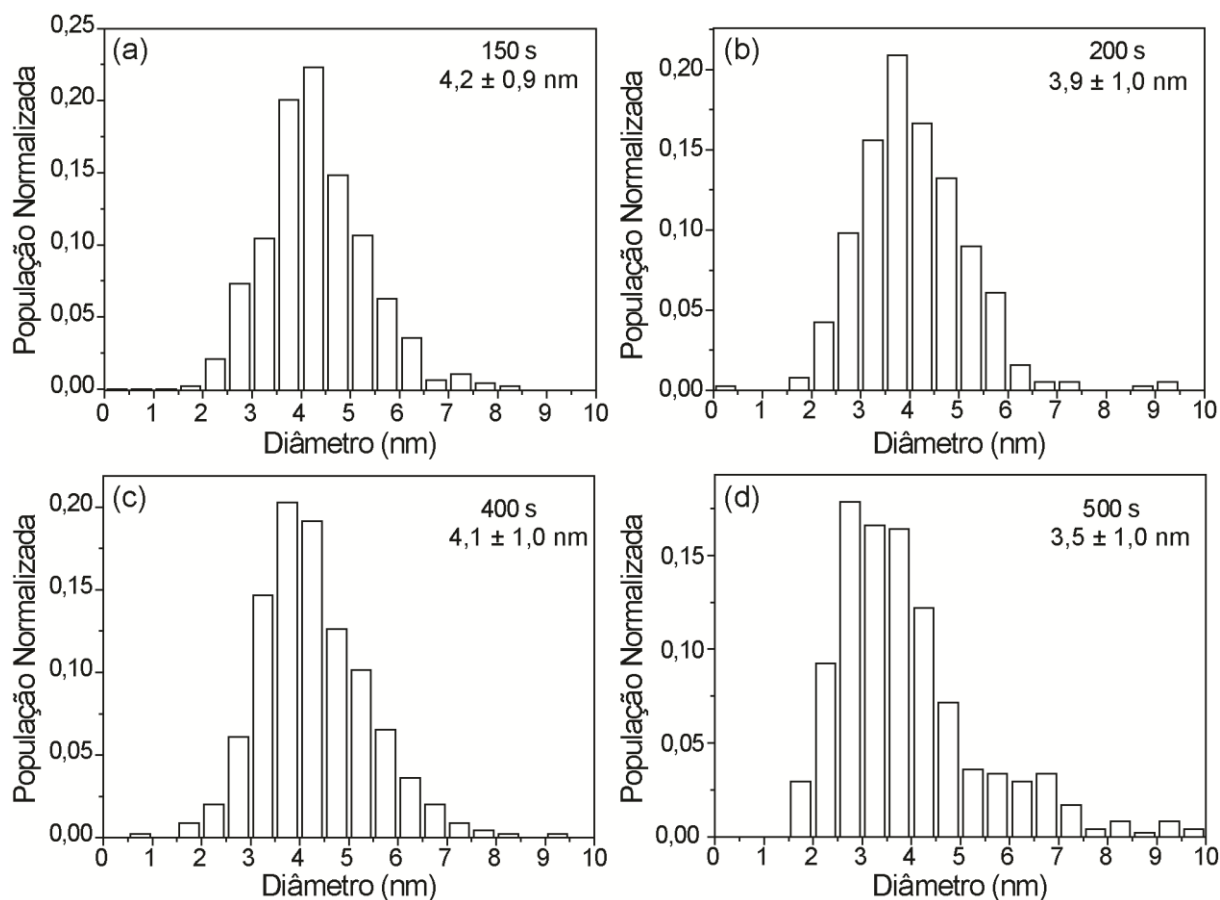 (a)
150 s
4,2 ± 0,9 nm
População Normalizada
0,25
0,20
0,15
0,10
0,05
0,00
0 1 2 3 4 5 6 7 8 9 10
Diâmetro (nm)
(b)
200 s
3,9 ± 1,0 nm
População Normalizada
0,20
0,15
0,10
0,05
0,00
0 1 2 3 4 5 6 7 8 9 10
Diâmetro (nm)
(c)
400 s
4,1 ± 1,0 nm
População Normalizada
0,20
0,15
0,10
0,05
0,00
0 1 2 3 4 5 6 7 8 9 10
Diâmetro (nm)
(d)
500 s
3,5 ± 1,0 nm
População Normalizada
0,15
0,10
0,05
0,00
0 1 2 3 4 5 6 7 8 9 10
Diâmetro (nm)